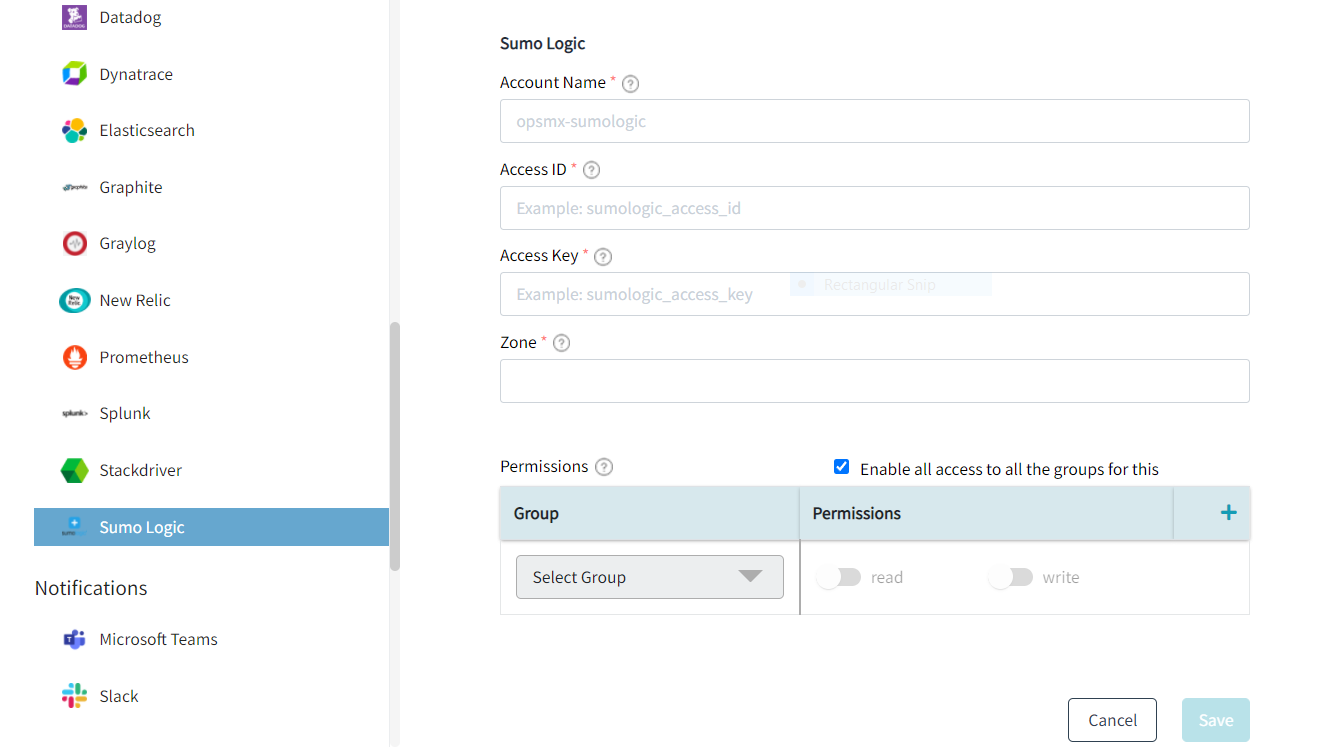 Datadog
Dynatrace
Elasticsearch
Graphite
Graylog
New Relic
Prometheus
splunk>
Splunk
Stackdriver
Sumo Logic
Notifications
Microsoft Teams
Slack
Sumo Logic
Account Name * ?
opsmx-sumologic
Access ID * ?
Example: sumologic_access_id
Access Key * ?
Example: sumologic_access_key
Rectangular Snip
Zone * ?
Permissions ?
Enable all access to all the groups for this
Group Permissions +
Select Group read write
Cancel Save